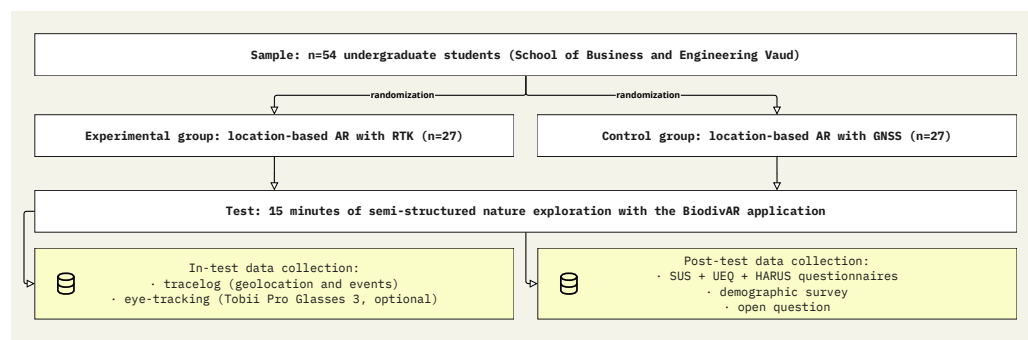 Sample: n=54 undergraduate students (School of Business and Engineering Vaud)
randomization
randomization
Experimental group: location-based AR with RTK (n=27)
Control group: location-based AR with GNSS (n=27)
Test: 15 minutes of semi-structured nature exploration with the BiodivAR application
In-test data collection:
· tracelog (geolocation and events)
· eye-tracking (Tobii Pro Glasses 3, optional)
Post-test data collection:
· SUS + UEQ + HARUS questionnaires
· demographic survey
· open question